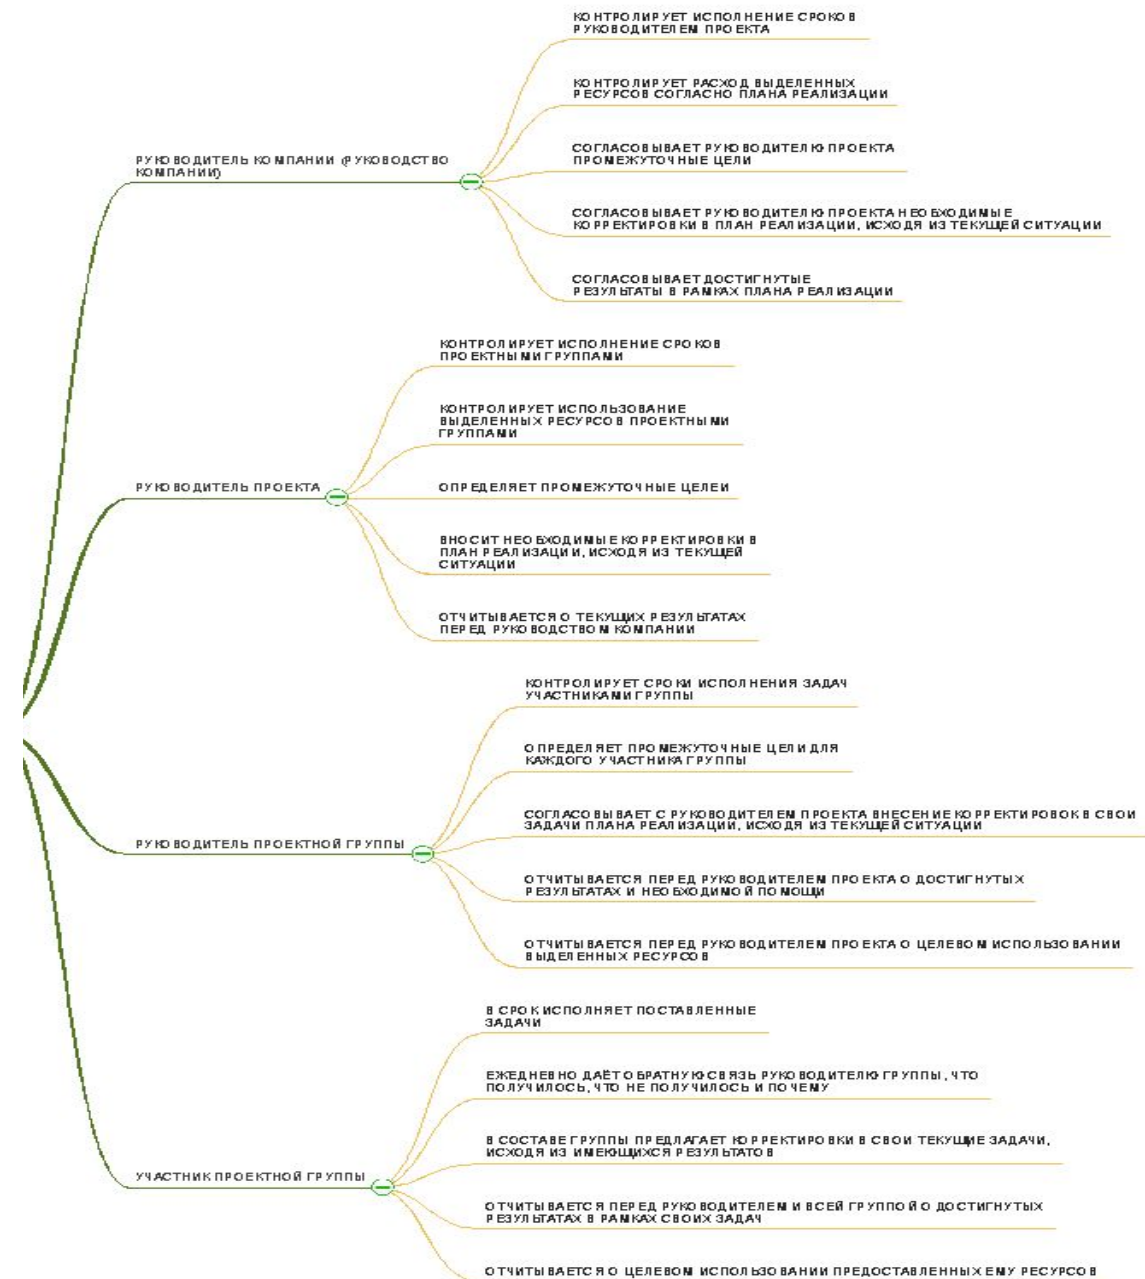 КОНТРОЛИРУЕТ ИСПОЛНЕНИЕ СРОКОВ
РУКОВОДИТЕЛЕМ ПРОЕКТА
КОНТРОЛИРУЕТ РАСХОД ВЫДЕЛЕННЫХ
РЕСУРСОВ СОГЛАСНО ПЛАНА РЕАЛИЗАЦИИ
РУКОВОДИТЕЛЬ КОМПАНИИ (РУКОВОДСТВО
КОМПАНИИ)
СОГЛАСОВЫВАЕТ РУКОВОДИТЕЛЮ ПРОЕКТА
ПРОМЕЖУТОЧНЫЕ ЦЕЛИ
СОГЛАСОВЫВАЕТ РУКОВОДИТЕЛЮ ПРОЕКТА НЕОБХОДИМЫЕ
КОРРЕКТИРОВКИ В ПЛАН РЕАЛИЗАЦИИ, ИСХОДЯ ИЗ ТЕКУЩЕЙ СИТУАЦИИ
СОГЛАСОВЫВАЕТ ДОСТИГНУТЫЕ
РЕЗУЛЬТАТЫ В РАМКАХ ПЛАНА РЕАЛИЗАЦИИ
КОНТРОЛИРУЕТ ИСПОЛНЕНИЕ СРОКОВ
ПРОЕКТНЫМИ ГРУППАМИ
КОНТРОЛИРУЕТ ИСПОЛЬЗОВАНИЕ
ВЫДЕЛЕННЫХ РЕСУРСОВ ПРОЕКТНЫМИ
ГРУППАМИ
РУКОВОДИТЕЛЬ ПРОЕКТА
ОПРЕДЕЛЯЕТ ПРОМЕЖУТОЧНЫЕ ЦЕЛЕИ
ВНОСИТ НЕОБХОДИМЫЕ КОРРЕКТИРОВКИ В
ПЛАН РЕАЛИЗАЦИИ, ИСХОДЯ ИЗ ТЕКУЩЕЙ
СИТУАЦИИ
ОТЧИТЫВАЕТСЯ О ТЕКУЩИХ РЕЗУЛЬТАТАХ
ПЕРЕД РУКОВОДСТВОМ КОМПАНИИ
КОНТРОЛИРУЕТ СРОКИ ИСПОЛНЕНИЯ ЗАДАЧ
УЧАСТНИКАМИ ГРУППЫ
ОПРЕДЕЛЯЕТ ПРОМЕЖУТОЧНЫЕ ЦЕЛИ ДЛЯ
КАЖДОГО УЧАСТНИКА ГРУППЫ
РУКОВОДИТЕЛЬ ПРОЕКТНОЙ ГРУППЫ
СОГЛАСОВЫВАЕТ С РУКОВОДИТЕЛЕМ ПРОЕКТА ВНЕСЕНИЕ КОРРЕКТИРОВОК В СВОИ
ЗАДАЧИ ПЛАНА РЕАЛИЗАЦИИ, ИСХОДЯ ИЗ ТЕКУЩЕЙ СИТУАЦИИ
ОТЧИТЫВАЕТСЯ ПЕРЕД РУКОВОДИТЕЛЕМ ПРОЕКТА О ДОСТИГНУТЫХ
РЕЗУЛЬТАТАХ И НЕОБХОДИМОЙ ПОМОЩИ
ОТЧИТЫВАЕТСЯ ПЕРЕД РУКОВОДИТЕЛЕМ ПРОЕКТА О ЦЕЛЕВОМ ИСПОЛЬЗОВАНИИ
ВЫДЕЛЕННЫХ РЕСУРСОВ
В СРОК ИСПОЛНЯЕТ ПОСТАВЛЕННЫЕ
ЗАДАЧИ
ЕЖЕДНЕВНО ДАЁТ ОБРАТНУЮ СВЯЗЬ РУКОВОДИТЕЛЮ ГРУППЫ, ЧТО
ПОЛУЧИЛОСЬ, ЧТО НЕ ПОЛУЧИЛОСЬ И ПОЧЕМУ
УЧАСТНИК ПРОЕКТНОЙ ГРУППЫ
В СОСТАВЕ ГРУППЫ ПРЕДЛАГАЕТ КОРРЕКТИРОВКИ В СВОИ ТЕКУЩИЕ ЗАДАЧИ,
ИСХОДЯ ИЗ ИМЕЮЩИХСЯ РЕЗУЛЬТАТОВ
ОТЧИТЫВАЕТСЯ ПЕРЕД РУКОВОДИТЕЛЕМ И ВСЕЙ ГРУППОЙ О ДОСТИГНУТЫХ
РЕЗУЛЬТАТАХ В РАМКАХ СВОИХ ЗАДАЧ
ОТЧИТЫВАЕТСЯ О ЦЕЛЕВОМ ИСПОЛЬЗОВАНИИ ПРЕДОСТАВЛЕННЫХ ЕМУ РЕСУРСОВ